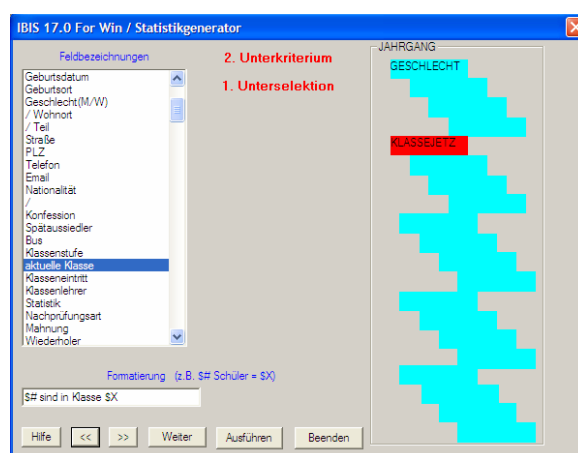 IBIS 17.0 For Win / Statistikgenerator
Feldbezeichnungen
2. Unterkriterium
1. Unterselektion
JAHRGANG
GESCHLECHT
KLASSEJETZ
Geburtsdatum
Geburtsort
Geschlecht(M/W)
/ Wohnort
/ Teil
Straße
PLZ
Telefon
Email
Nationalität
/
Konfession
Spätaussiedler
Bus
Klassenstufe
aktuelle Klasse
Klasseneintritt
Klassenlehrer
Statistik
Nachprüfungsart
Mahnung
Wiederholer
Formatierung (z.B. $# Schüler = $X)
$# sind in Klasse $X
Hilfe << >> Weiter Ausführen Beenden